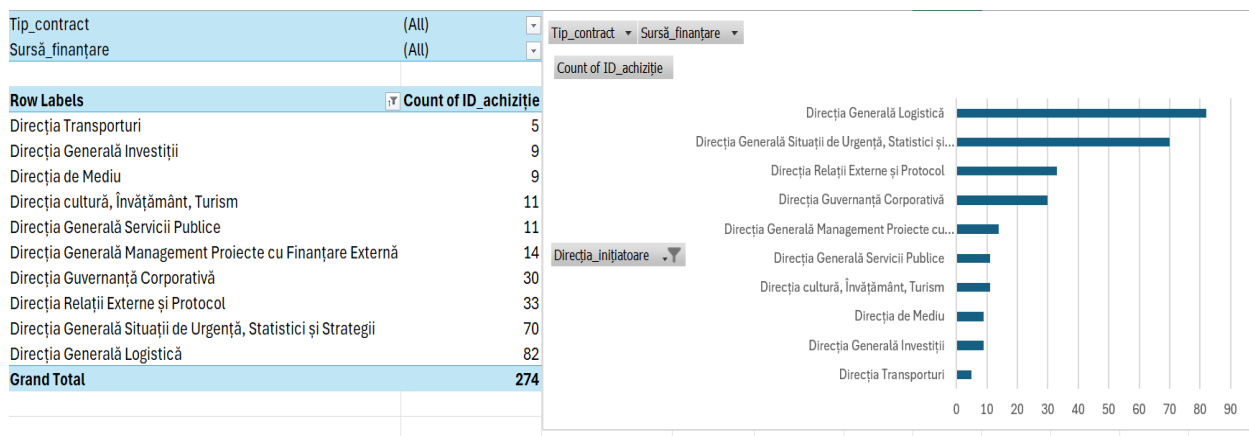 Tip_contract (All)
Sursă_finanțare (All)
Row Labels Count of ID_achiziție
Direcția Transporturi 5
Direcția Generală Investiții 9
Direcția de Mediu 9
Direcția cultură, Învățământ, Turism 11
Direcția Generală Servicii Publice 11
Direcția Generală Management Proiecte cu Finanțare Externă 14
Direcția Guvernanță Corporativă 30
Direcția Relații Externe și Protocol 33
Direcția Generală Situații de Urgență, Statistici și Strategii 70
Direcția Generală Logistică 82
Grand Total 274
Tip_contract Sursă_finanțare
Count of ID_achiziție
Direcția_inițiatoare
Direcția Generală Logistică
Direcția Generală Situații de Urgență, Statistici și...
Direcția Relații Externe și Protocol
Direcția Guvernanță Corporativă
Direcția Generală Management Proiecte cu...
Direcția Generală Servicii Publice
Direcția cultură, Învățământ, Turism
Direcția de Mediu
Direcția Generală Investiții
Direcția Transporturi
0 10 20 30 40 50 60 70 80 90